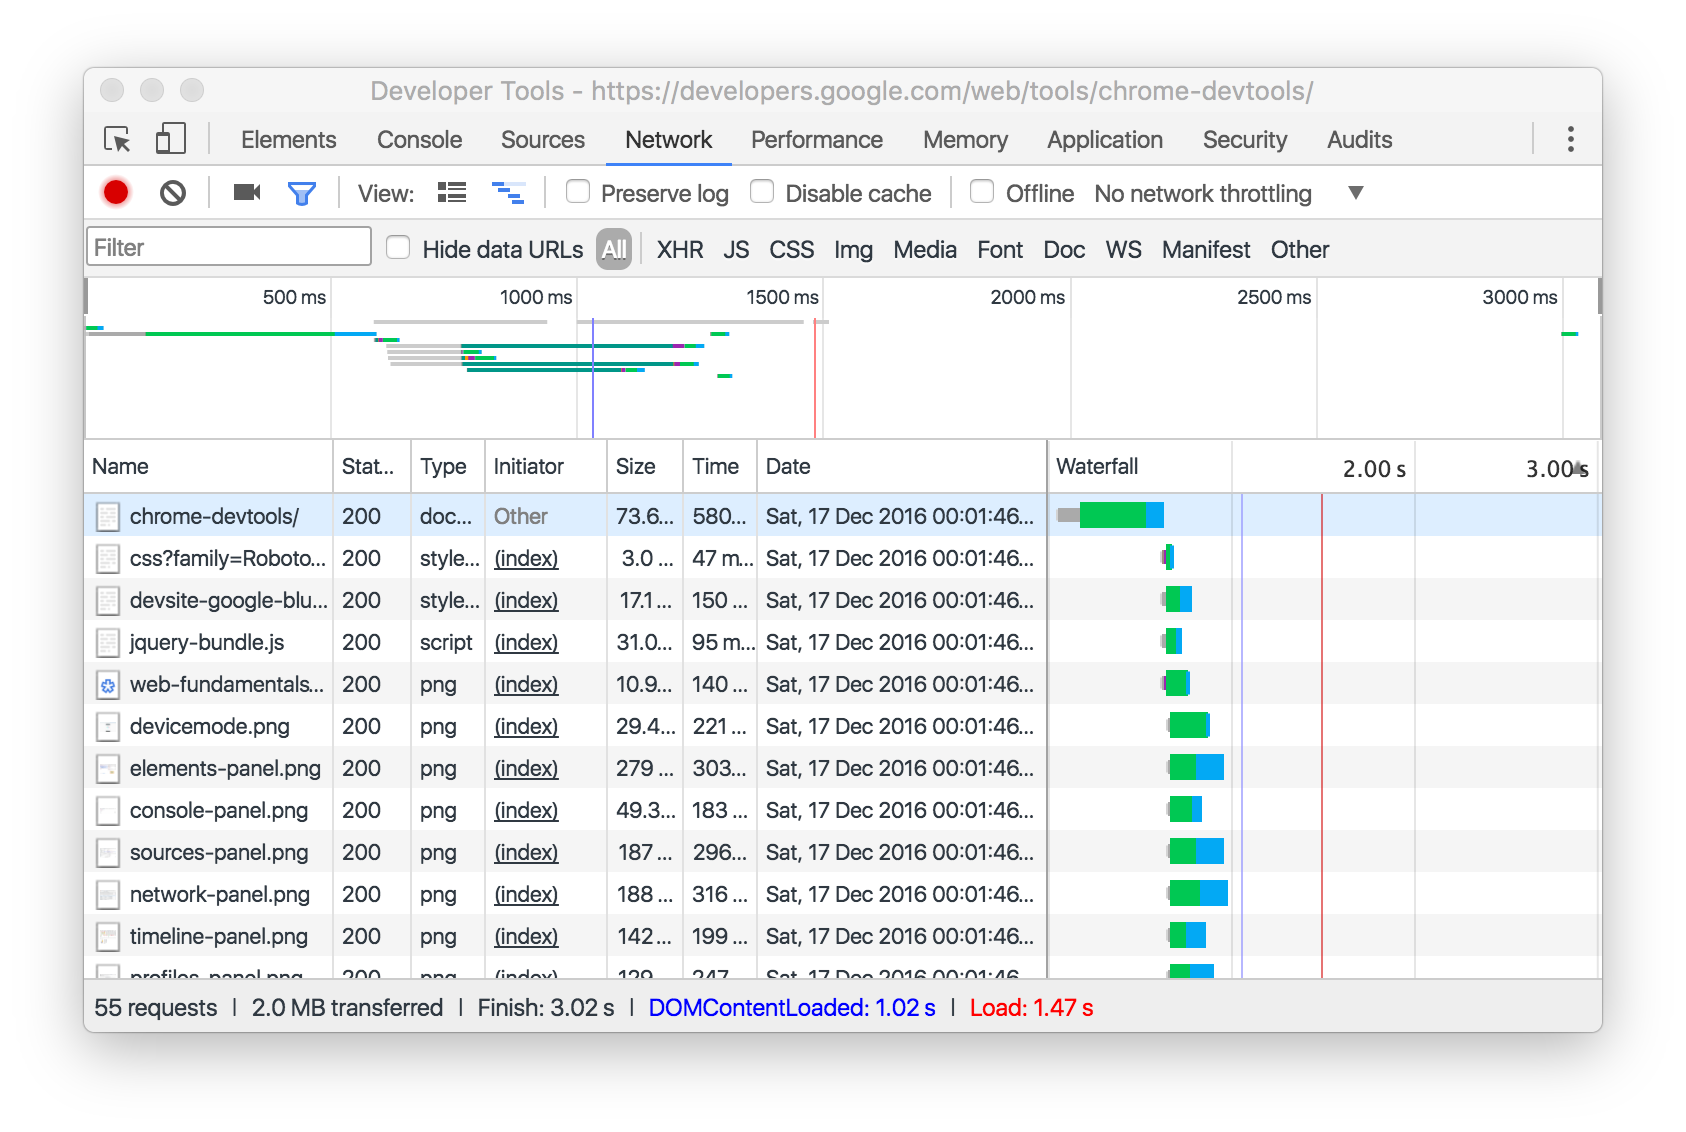 Developer Tools - https://developers.google.com/web/tools/chrome-devtools/
Elements Console Sources Network Performance Memory Application Security Audits
View: Preserve log Disable cache Offline No network throttling
Filter Hide data URLs All XHR JS CSS Img Media Font Doc WS Manifest Other
500 ms 1000 ms 1500 ms 2000 ms 2500 ms 3000 ms
Name Stat... Type Initiator Size Time Date Waterfall 2.00 s 3.00 s
chrome-devtools/ 200 doc... Other 73.6... 580... Sat, 17 Dec 2016 00:01:46...
css?family=Roboto... 200 style... (index) 3.0 ... 47 m... Sat, 17 Dec 2016 00:01:46...
devsite-google-blu... 200 style... (index) 17.1 ... 150 ... Sat, 17 Dec 2016 00:01:46...
jquery-bundle.js 200 script (index) 31.0... 95 m... Sat, 17 Dec 2016 00:01:46...
web-fundamentals... 200 png (index) 10.9... 140 ... Sat, 17 Dec 2016 00:01:46...
devicemode.png 200 png (index) 29.4... 221 ... Sat, 17 Dec 2016 00:01:46...
elements-panel.png 200 png (index) 279 ... 303... Sat, 17 Dec 2016 00:01:46...
console-panel.png 200 png (index) 49.3... 183 ... Sat, 17 Dec 2016 00:01:46...
sources-panel.png 200 png (index) 187 ... 296... Sat, 17 Dec 2016 00:01:46...
network-panel.png 200 png (index) 188 ... 316 ... Sat, 17 Dec 2016 00:01:46...
timeline-panel.png 200 png (index) 142 ... 199 ... Sat, 17 Dec 2016 00:01:46...
profiles-panel.png 200 png (index) 129 247 Sat, 17 Dec 2016 00:01:46
55 requests | 2.0 MB transferred | Finish: 3.02 s | DOMContentLoaded: 1.02 s | Load: 1.47 s